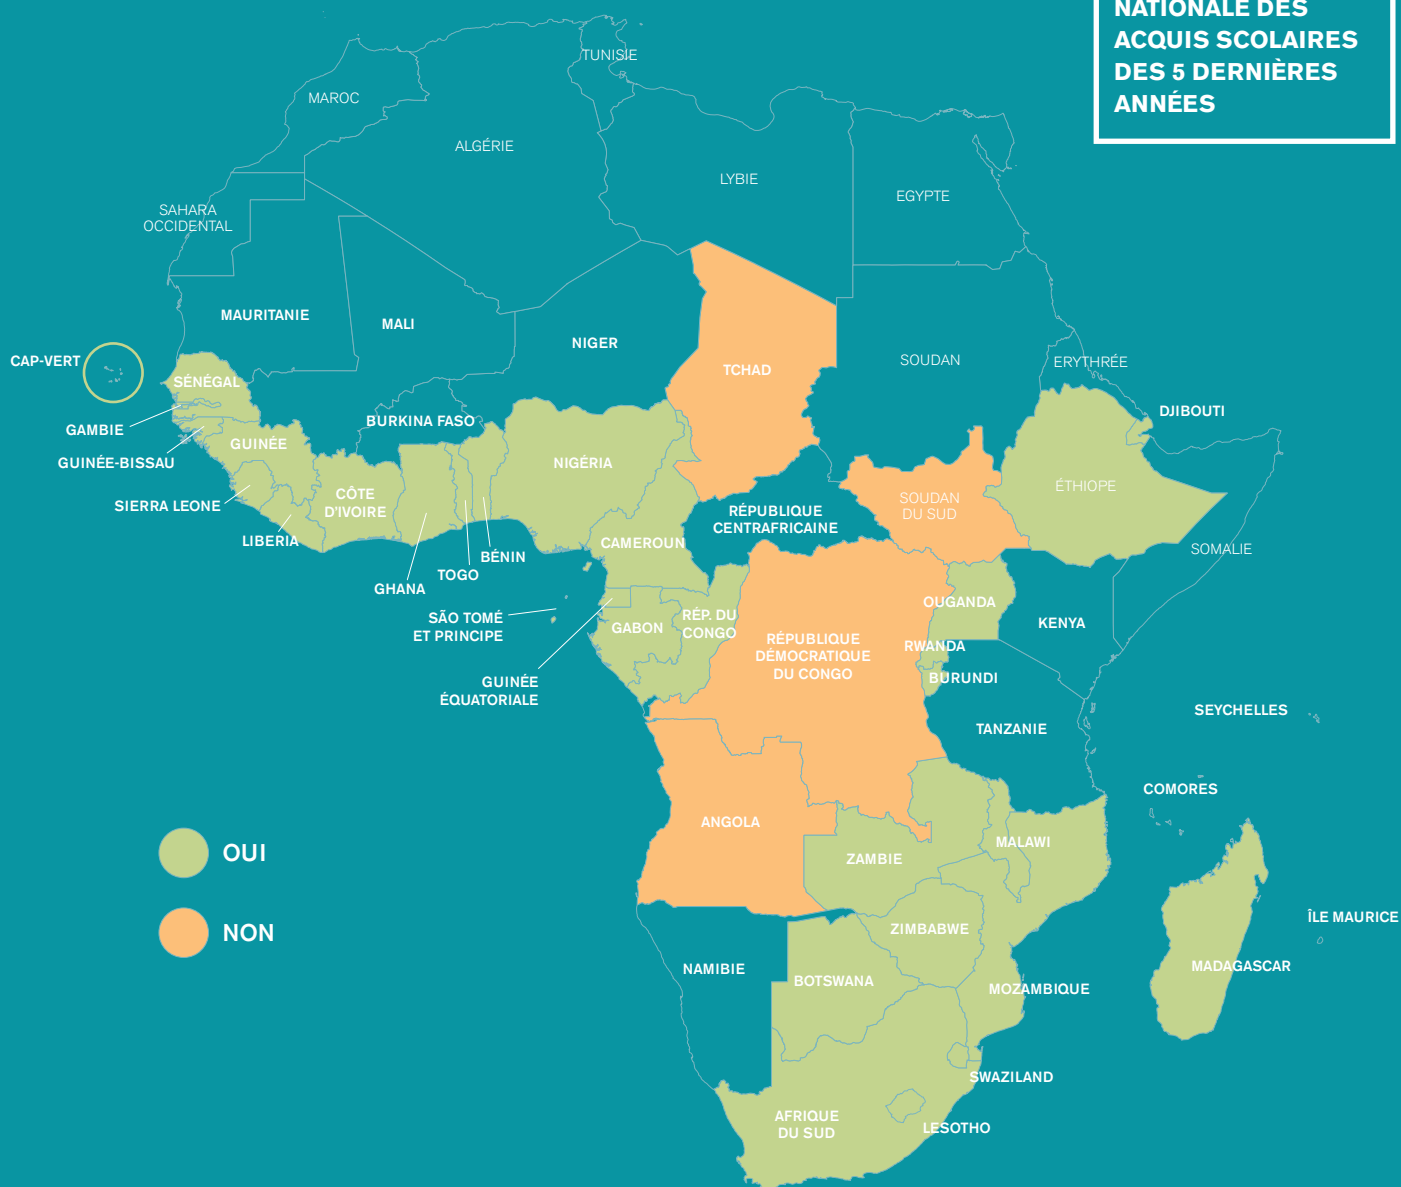 NATIONALE DES
ACQUIS SCOLAIRES
DES 5 DERNIÈRES
ANNÉES
TUNISIE
MAROC
ALGÉRIE
LYBIE
EGYPTE
SAHARA
OCCIDENTAL
MAURITANIE
MALI
NIGER
TCHAD
SOUDAN
ERYTHRÉE
CAP-VERT
SÉNÉGAL
DJIBOUTI
GAMBIE
BURKINA FASO
GUINÉE-BISSAU
GUINÉE
NIGÉRIA
ÉTHIOPE
SIERRA LEONE
CÔTE
D'IVOIRE
SOUDAN
DU SUD
RÉPUBLIQUE
CENTRAFRICAINE
LIBERIA
CAMEROUN
SOMALIE
BÉNIN
TOGO
GHANA
OUGANDA
SÃO TOMÉ
ET PRINCIPE
GABON
RÉP. DU
CONGO
KENYA
RÉPUBLIQUE
DÉMOCRATIQUE
DU CONGO
RWANDA
BURUNDI
GUINÉE
ÉQUATORIALE
SEYCHELLES
TANZANIE
COMORES
ANGOLA
MALAWI
OUI
ZAMBIE
ÎLE MAURICE
NON
ZIMBABWE
NAMIBIE
BOTSWANA
MADAGASCAR
MOZAMBIQUE
SWAZILAND
AFRIQUE
DU SUD
LESOTHO